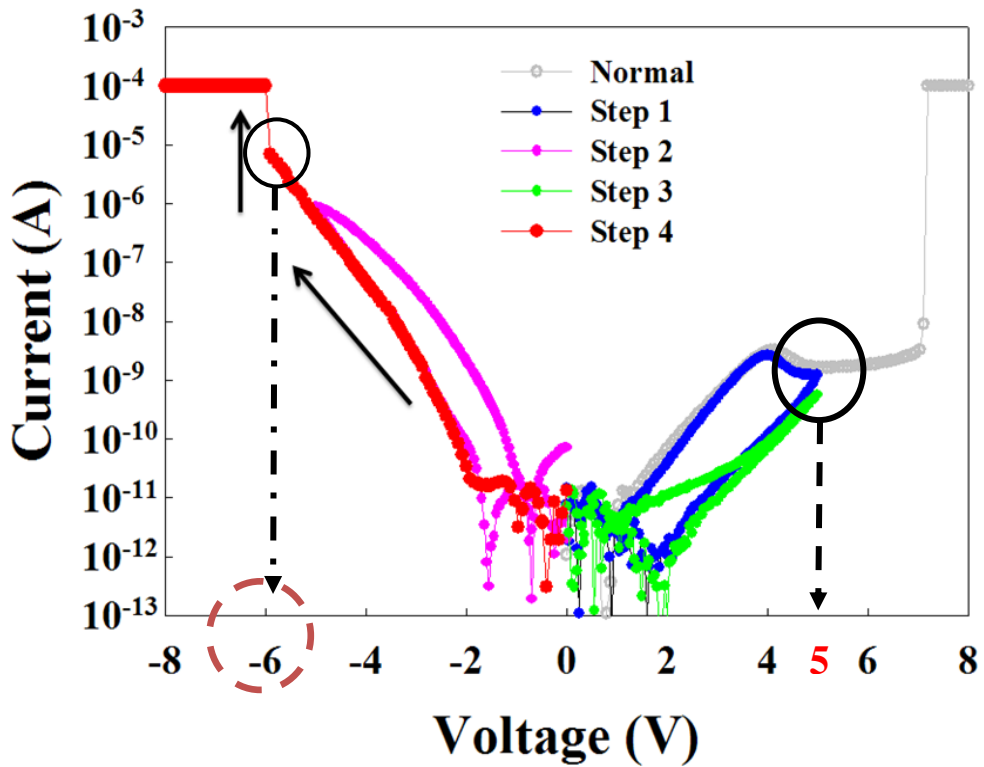 10-3
10-4
10-5
10-6
10-7
10-8
10-9
10-10
10-11
10-12
10-13
Current (A)
Normal
Step 1
Step 2
Step 3
Step 4
-8 -6 -4 -2 0 2 4 5 6 8
Voltage (V)